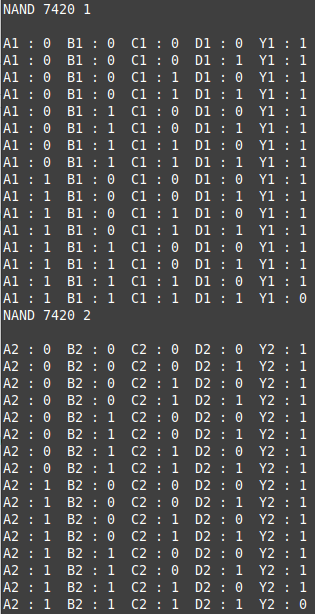 NAND 7420 1
A1 : 0 B1 : 0 C1 : 0 D1 : 0 Y1 : 1
A1 : 0 B1 : 0 C1 : 0 D1 : 1 Y1 : 1
A1 : 0 B1 : 0 C1 : 1 D1 : 0 Y1 : 1
A1 : 0 B1 : 0 C1 : 1 D1 : 1 Y1 : 1
A1 : 0 B1 : 1 C1 : 0 D1 : 0 Y1 : 1
A1 : 0 B1 : 1 C1 : 0 D1 : 1 Y1 : 1
A1 : 0 B1 : 1 C1 : 1 D1 : 0 Y1 : 1
A1 : 0 B1 : 1 C1 : 1 D1 : 1 Y1 : 1
A1 : 1 B1 : 0 C1 : 0 D1 : 0 Y1 : 1
A1 : 1 B1 : 0 C1 : 0 D1 : 1 Y1 : 1
A1 : 1 B1 : 0 C1 : 1 D1 : 0 Y1 : 1
A1 : 1 B1 : 0 C1 : 1 D1 : 1 Y1 : 1
A1 : 1 B1 : 1 C1 : 0 D1 : 0 Y1 : 1
A1 : 1 B1 : 1 C1 : 0 D1 : 1 Y1 : 1
A1 : 1 B1 : 1 C1 : 1 D1 : 0 Y1 : 1
A1 : 1 B1 : 1 C1 : 1 D1 : 1 Y1 : 0
NAND 7420 2
A2 : 0 B2 : 0 C2 : 0 D2 : 0 Y2 : 1
A2 : 0 B2 : 0 C2 : 0 D2 : 1 Y2 : 1
A2 : 0 B2 : 0 C2 : 1 D2 : 0 Y2 : 1
A2 : 0 B2 : 0 C2 : 1 D2 : 1 Y2 : 1
A2 : 0 B2 : 1 C2 : 0 D2 : 0 Y2 : 1
A2 : 0 B2 : 1 C2 : 0 D2 : 1 Y2 : 1
A2 : 0 B2 : 1 C2 : 1 D2 : 0 Y2 : 1
A2 : 0 B2 : 1 C2 : 1 D2 : 1 Y2 : 1
A2 : 1 B2 : 0 C2 : 0 D2 : 0 Y2 : 1
A2 : 1 B2 : 0 C2 : 0 D2 : 1 Y2 : 1
A2 : 1 B2 : 0 C2 : 1 D2 : 0 Y2 : 1
A2 : 1 B2 : 0 C2 : 1 D2 : 1 Y2 : 1
A2 : 1 B2 : 1 C2 : 0 D2 : 0 Y2 : 1
A2 : 1 B2 : 1 C2 : 0 D2 : 1 Y2 : 1
A2 : 1 B2 : 1 C2 : 1 D2 : 0 Y2 : 1
A2 : 1 B2 : 1 C2 : 1 D2 : 1 Y2 : 0